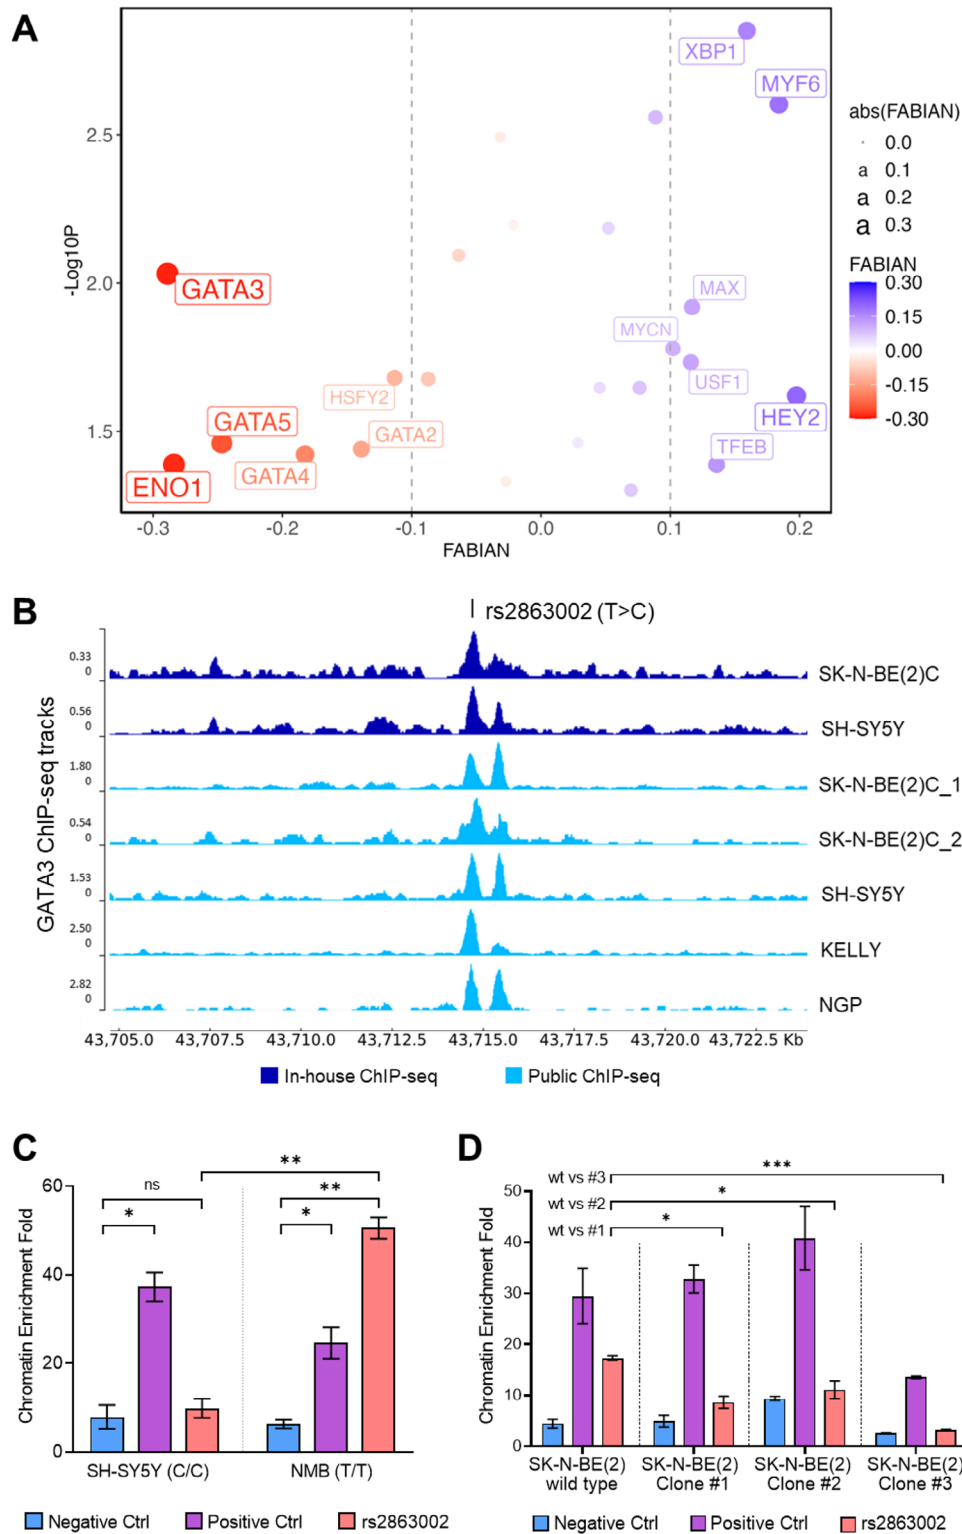 A
XBP1
MYF6
abs(FABIAN)
0.0
a 0.1
a 0.2
a 0.3
2.5
-Log10P
FABIAN
0.30
0.15
0.00
-0.15
-0.30
GATA3
2.0
MAX
MYCN
USF1
HSFY2
HEY2
GATA5
GATA2
TFEB
1.5
GATA4
ENO1
-0.3 -0.2 -0.1 0.0 0.1 0.2
FABIAN
B
rs2863002 (T>C)
GATA3 ChIP-seq tracks
0.33
0
SK-N-BE(2)C
0.56
0
SH-SY5Y
1.80
0
SK-N-BE(2)C_1
0.54
0
SK-N-BE(2)C_2
1.53
0
SH-SY5Y
2.50
0
KELLY
2.82
0
NGP
43,705.0 43,707.5 43,710.0 43,712.5 43,715.0 43,717.5 43,720.0 43,722.5 Kb
In-house ChIP-seq Public ChIP-seq
C
Chromatin Enrichment Fold
60
40
20
0
**
ns
**
*
*
SH-SY5Y (C/C) NMB (T/T)
Negative Ctrl Positive Ctrl rs2863002
D
Chromatin Enrichment Fold
50
40
30
20
10
0
***
wt vs #3
*
wt vs #2
*
wt vs #1
SK-N-BE(2) SK-N-BE(2) SK-N-BE(2) SK-N-BE(2)
wild type Clone #1 Clone #2 Clone #3
Negative Ctrl Positive Ctrl rs2863002